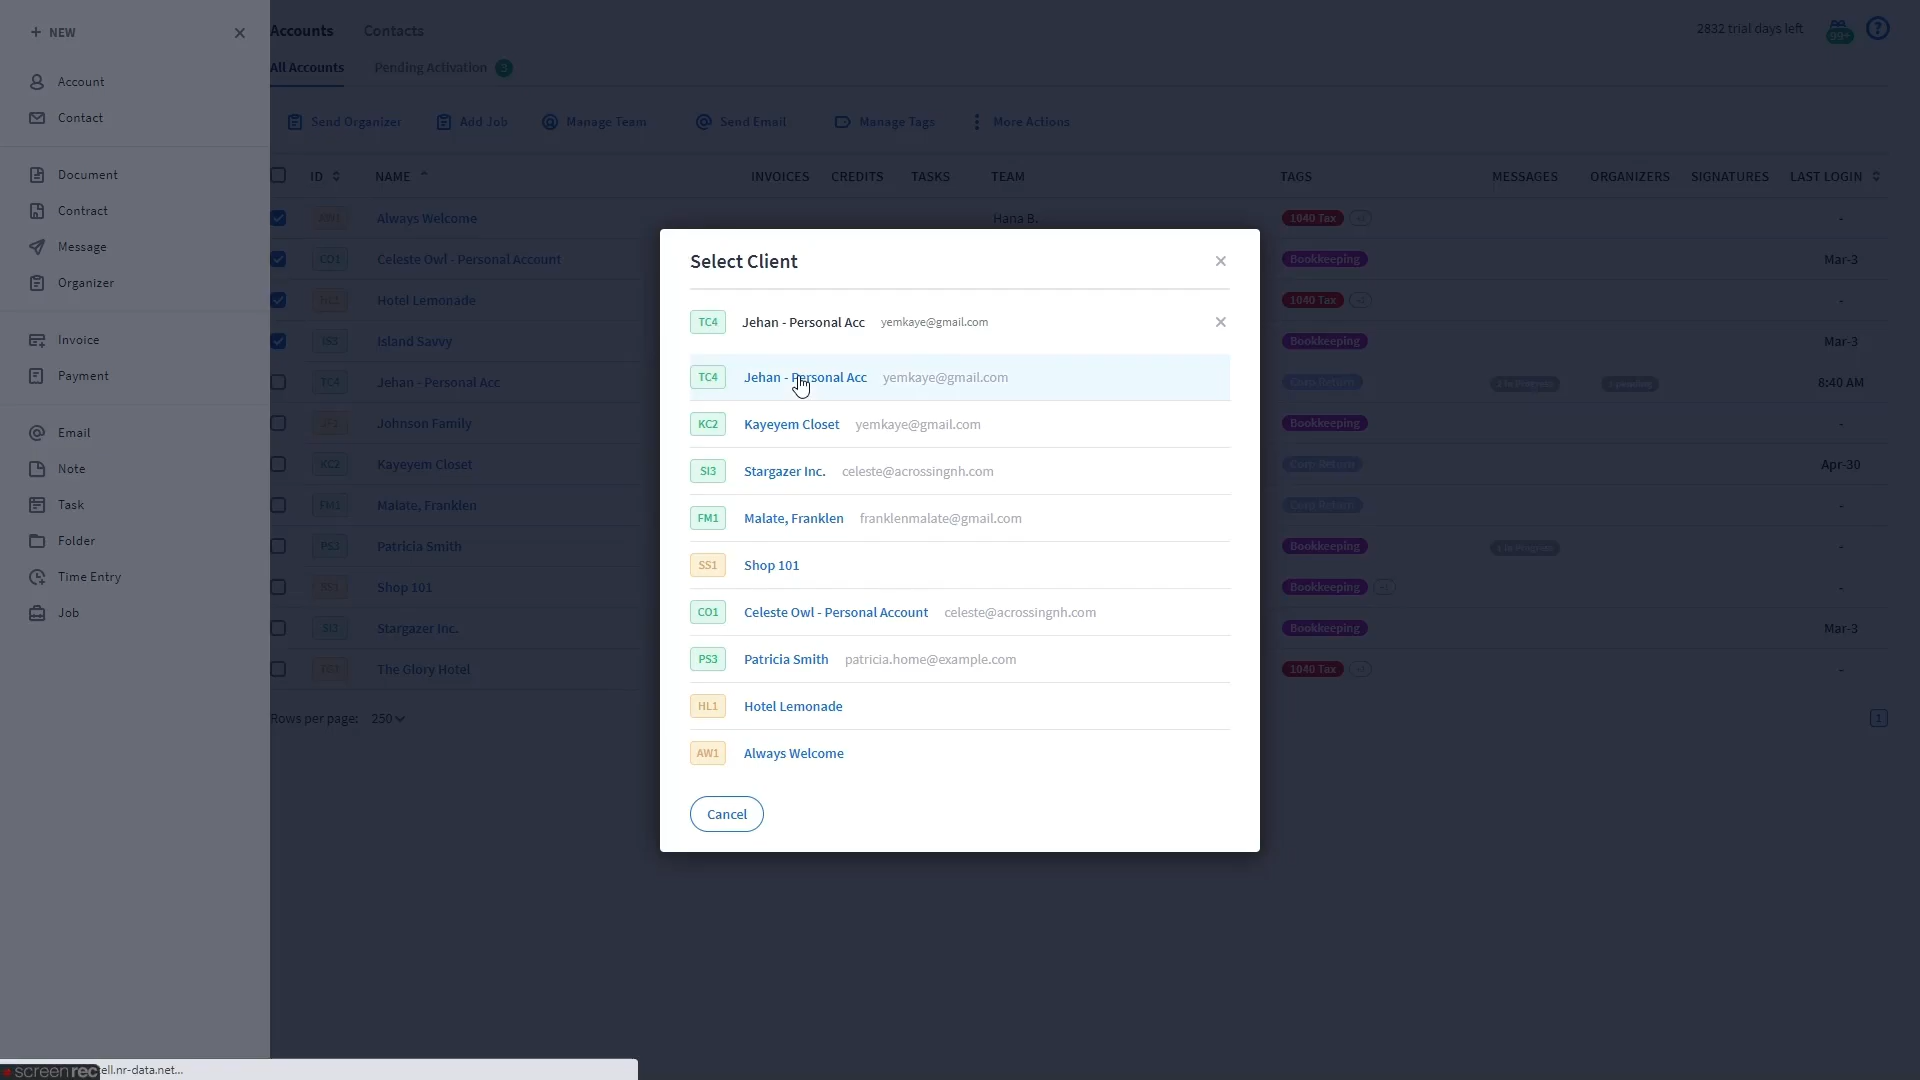 + NEW
Account
Contact
Document
Contract
Message
Organizer
Invoice
Payment
Email
Note
Task
Folder
Time Entry
Job
Accounts Contacts
2832 trial days left 99+ ?
All Accounts Pending Activation 3
Send Organizer Add Job Manage Team Send Email Manage Tags More Actions
ID NAME INVOICES CREDITS TASKS TEAM TAGS MESSAGES ORGANIZERS SIGNATURES LAST LOGIN
AW1 Always Welcome Hana B. 1040 Tax -
CO1 Celeste Owl - Personal Account Bookkeeping Mar-3
HL1 Hotel Lemonade 1040 Tax -
IS3 Island Savvy Bookkeeping Mar-3
TC4 Jehan - Personal Acc Corp Return 8:40 AM
JF2 Johnson Family Bookkeeping -
KC2 Kayeyem Closet Corp Return Apr-30
FM1 Malate, Franklen Corp Return -
PS3 Patricia Smith Bookkeeping -
SS1 Shop 101 Bookkeeping -
SI3 Stargazer Inc. Bookkeeping Mar-3
The Glory Hotel 1040 Tax -
Rows per page: 250 1
Select Client
TC4 Jehan - Personal Acc yemkaye@gmail.com
TC4 Jehan - Personal Acc yemkaye@gmail.com
KC2 Kayeyem Closet yemkaye@gmail.com
SI3 Stargazer Inc. celeste@acrossingnh.com
FM1 Malate, Franklen franklenmalate@gmail.com
SS1 Shop 101
CO1 Celeste Owl - Personal Account celeste@acrossingnh.com
PS3 Patricia Smith patricia.home@example.com
HL1 Hotel Lemonade
AW1 Always Welcome
Cancel
screenrec ell.nr-data.net...